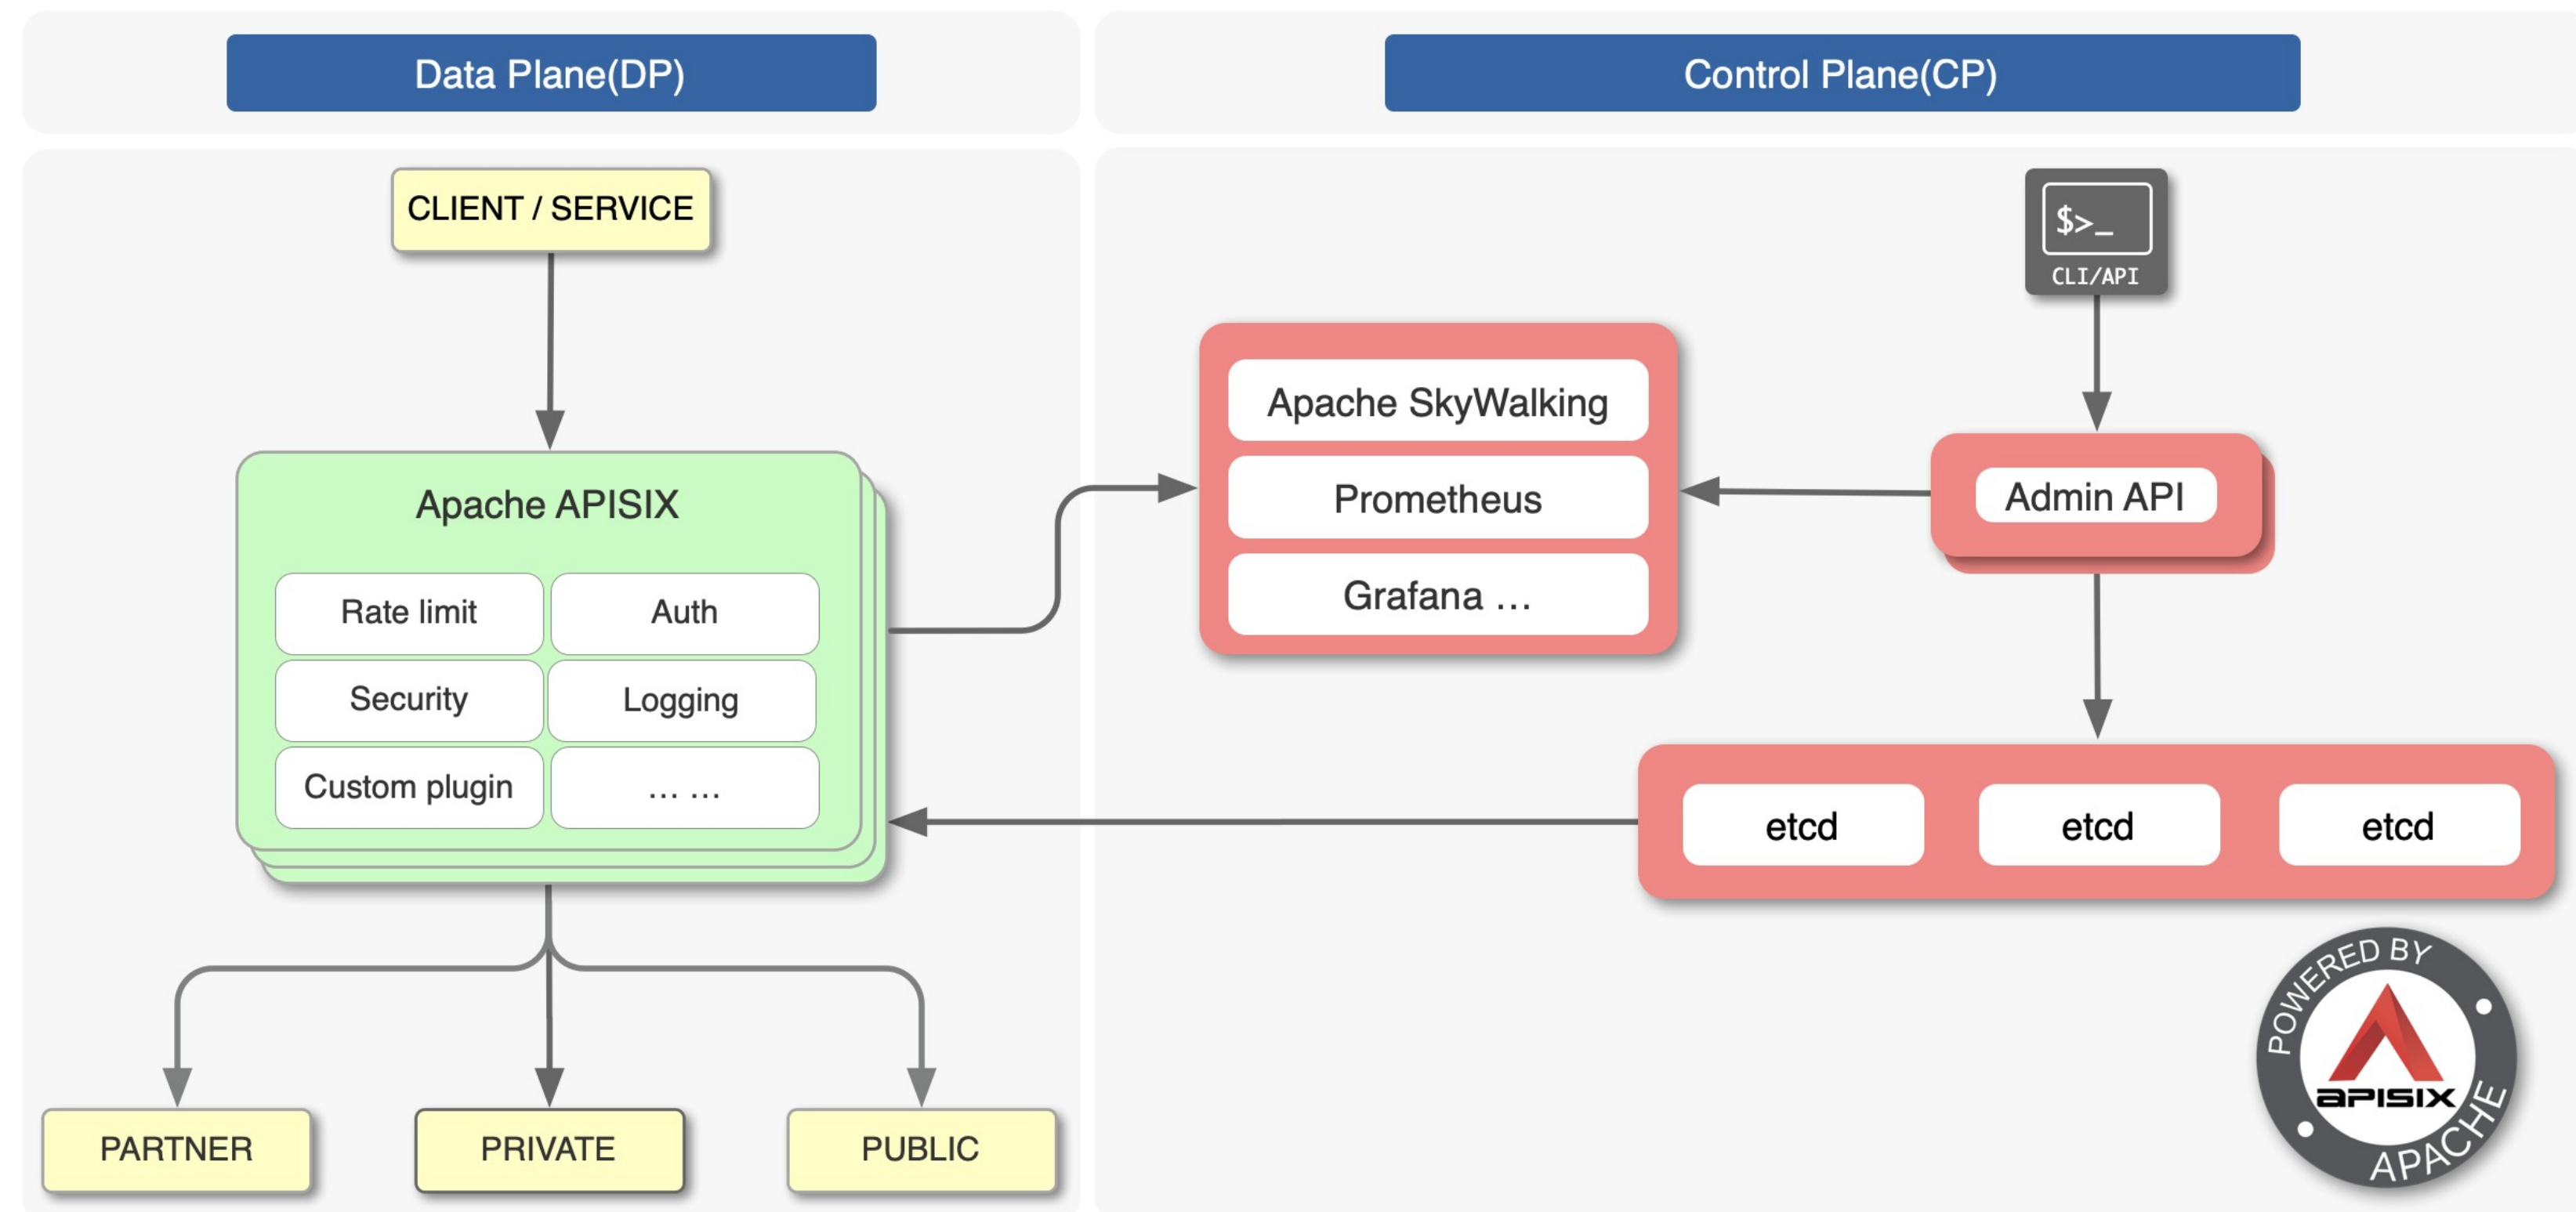 Data Plane(DP)
Control Plane(CP)
CLIENT / SERVICE
$>_
CLI/API
Apache APISIX
Rate limit
Auth
Security
Logging
Custom plugin
... ...
Apache SkyWalking
Prometheus
Grafana ...
Admin API
etcd
etcd
etcd
PARTNER
PRIVATE
PUBLIC
POWERED BY
APISIX
APACHE